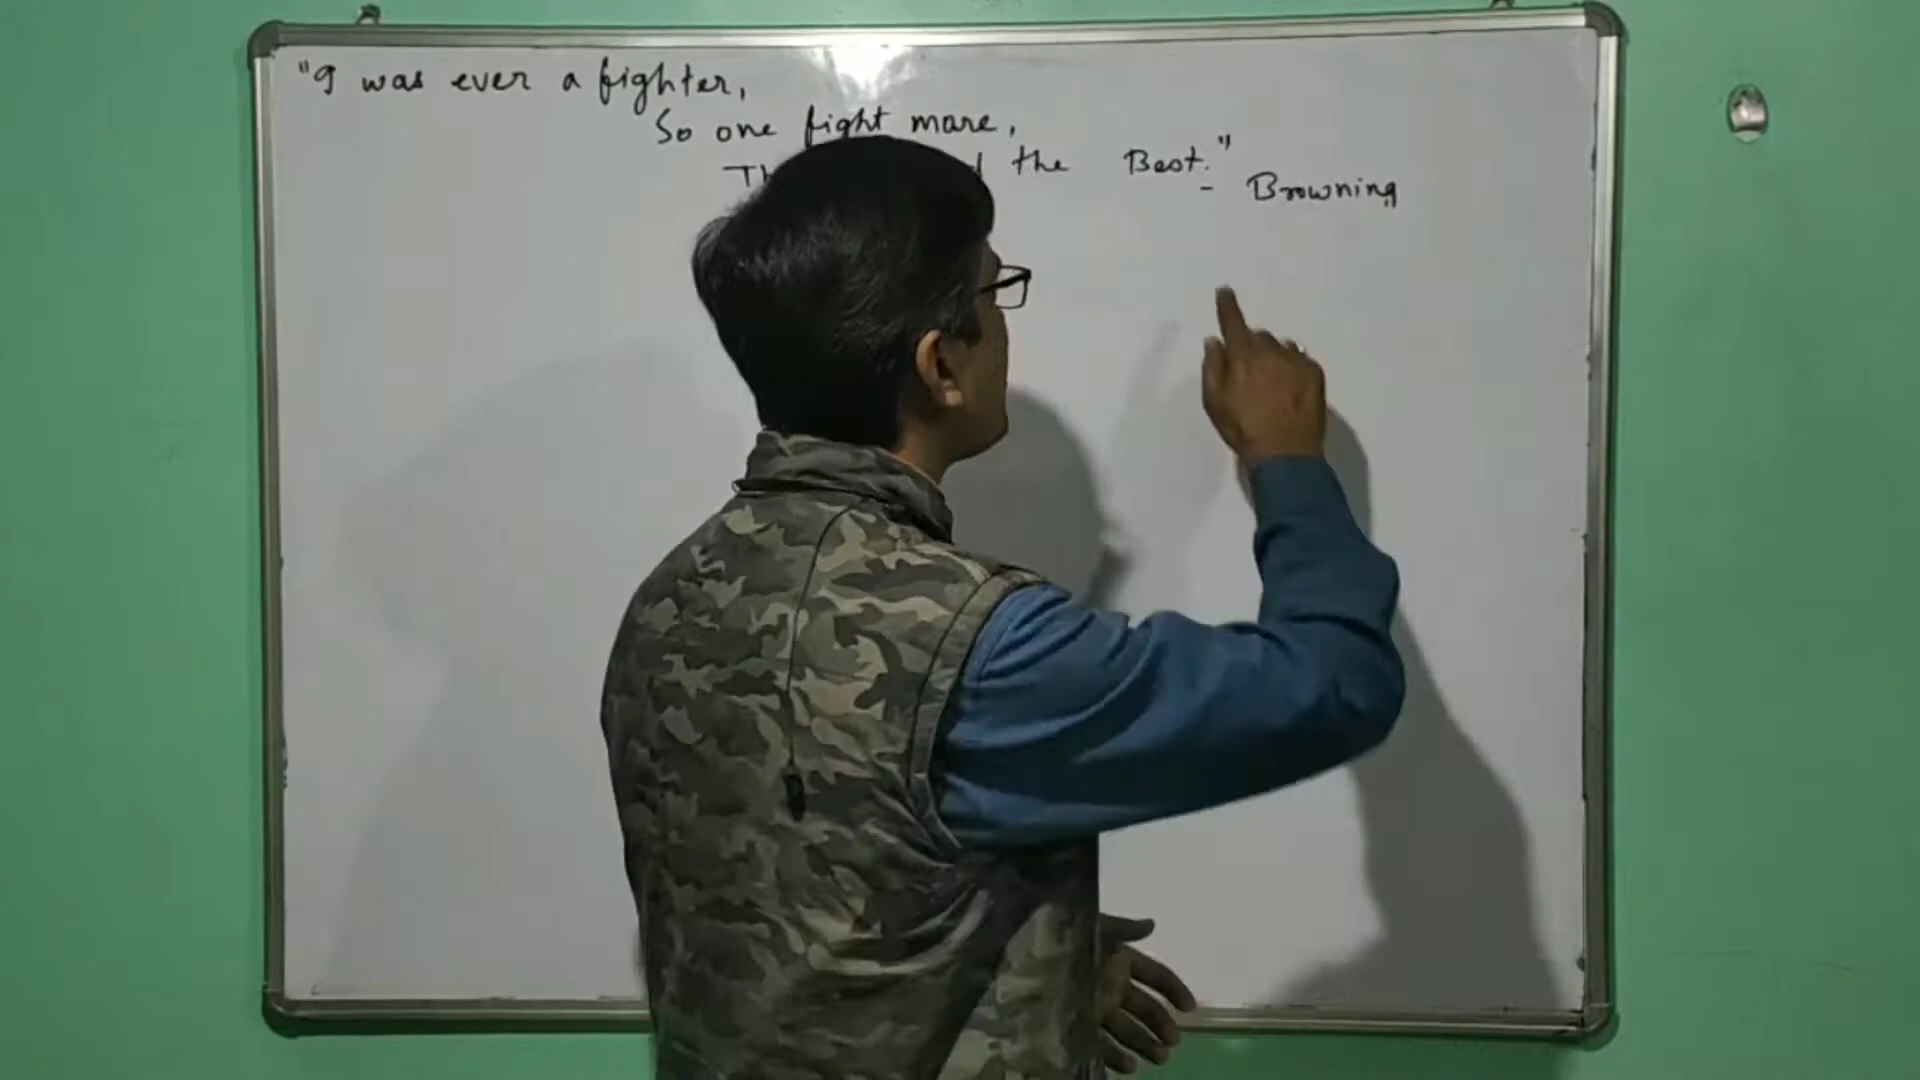 "I was ever a fighter,
So one fight more,
the Best."
- Browning